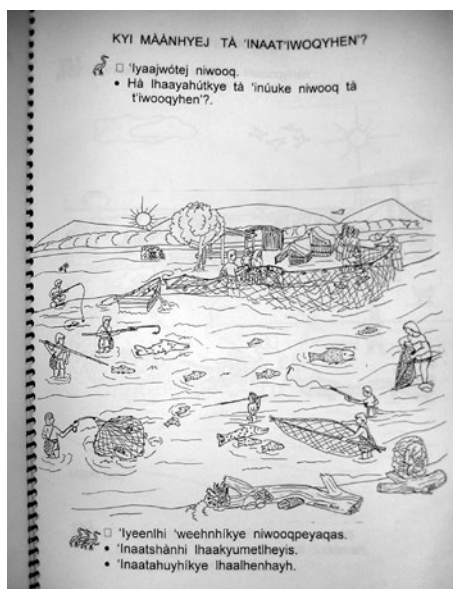 KYI MÀÀNHYEJ TÀ 'INAAT'IWOQYHEN'?
'Iyaajwótej niwooq.
• Hà lhaayahútkye tà 'inúuke niwooq tà
t'iwooqyhen'?.
'Iyeenlhi 'weehnhíkye niwooqpeyaqas.
• 'Inaatshànhi lhaakyumetlheyis.
• 'Inaatahuyhíkye lhaalhenhayh.